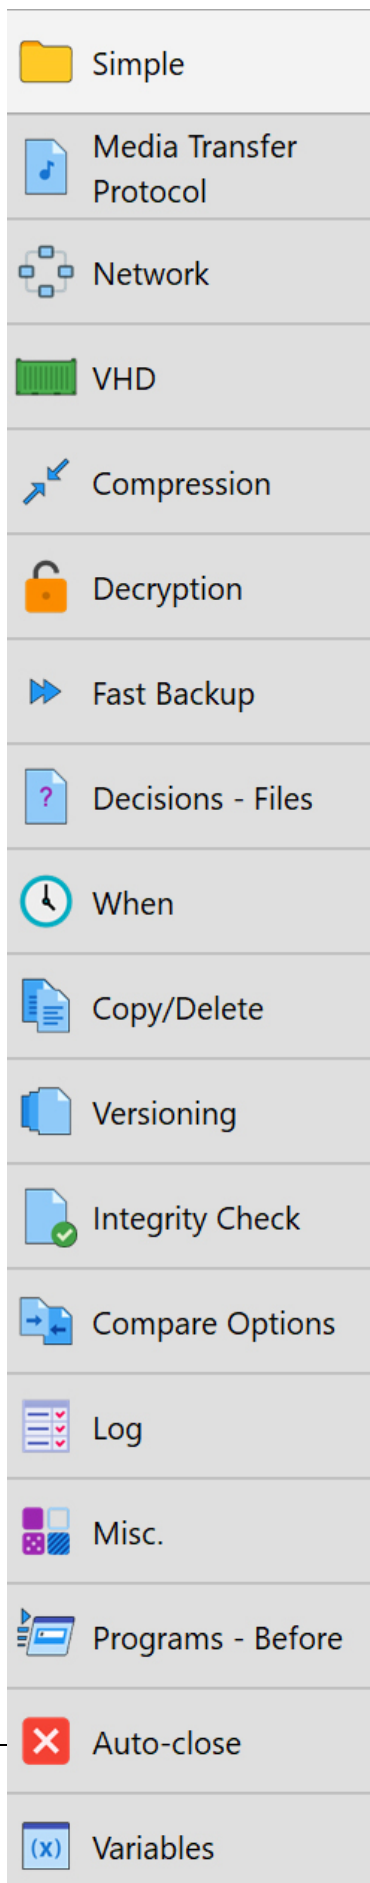 Simple
Media Transfer
Protocol
Network
VHD
Compression
Decryption
Fast Backup
?
Decisions - Files
When
Copy/Delete
Versioning
Integrity Check
Compare Options
Log
Misc.
Programs - Before
Auto-close
(x)
Variables